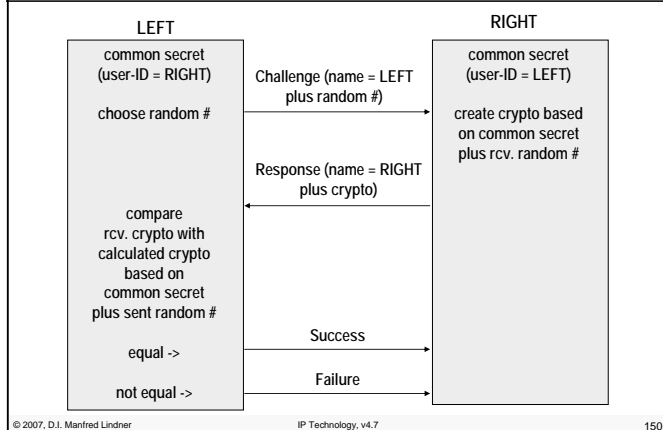 LEFT
RIGHT
common secret
(user-ID = RIGHT)
choose random #
Challenge (name = LEFT
plus random #)
common secret
(user-ID = LEFT)
create crypto based
on common secret
plus rcv. random #
Response (name = RIGHT
plus crypto)
compare
rcv. crypto with
calculated crypto
based on
common secret
plus sent random #
equal ->
Success
not equal ->
Failure
© 2007, D.I. Manfred Lindner
IP Technology, v4.7
150